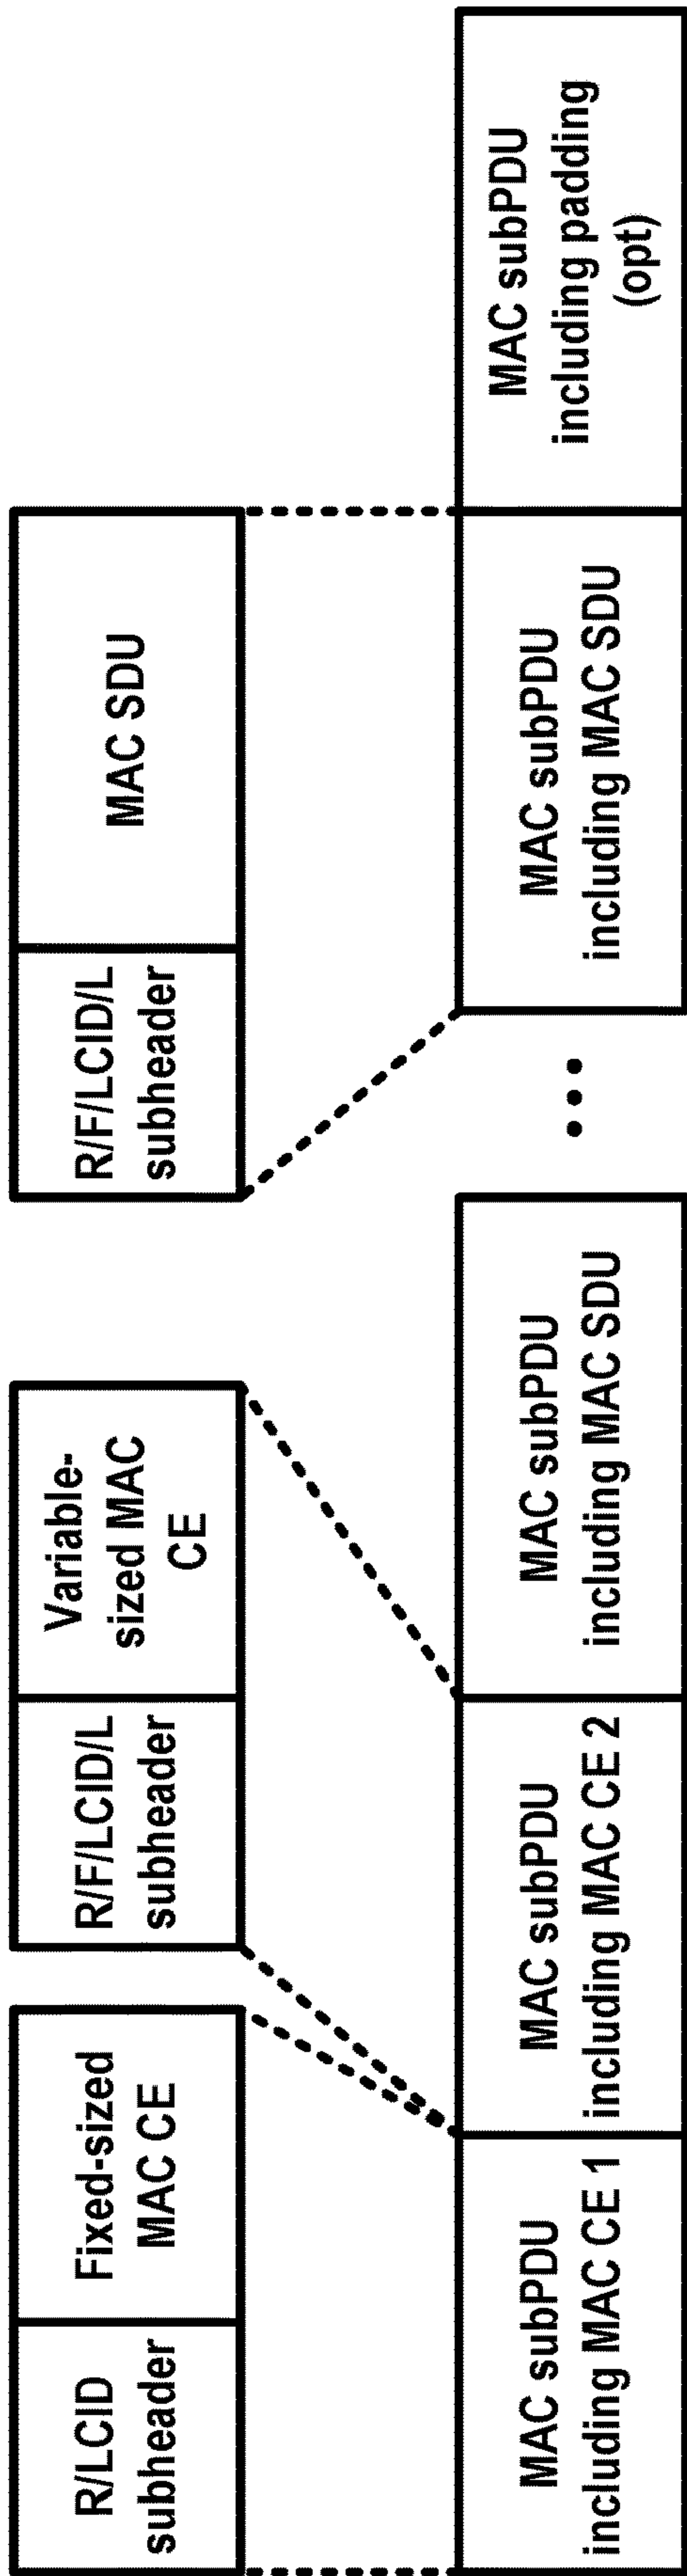 R/LCID
subheader
Fixed-sized
MAC CE
R/F/LCID/L
subheader
Variable-
sized MAC
CE
R/F/LCID/L
subheader
MAC SDU
MAC subPDU
including MAC CE 1
MAC subPDU
including MAC CE 2
MAC subPDU
including MAC SDU
...
MAC subPDU
including MAC SDU
MAC subPDU
including padding
(opt)